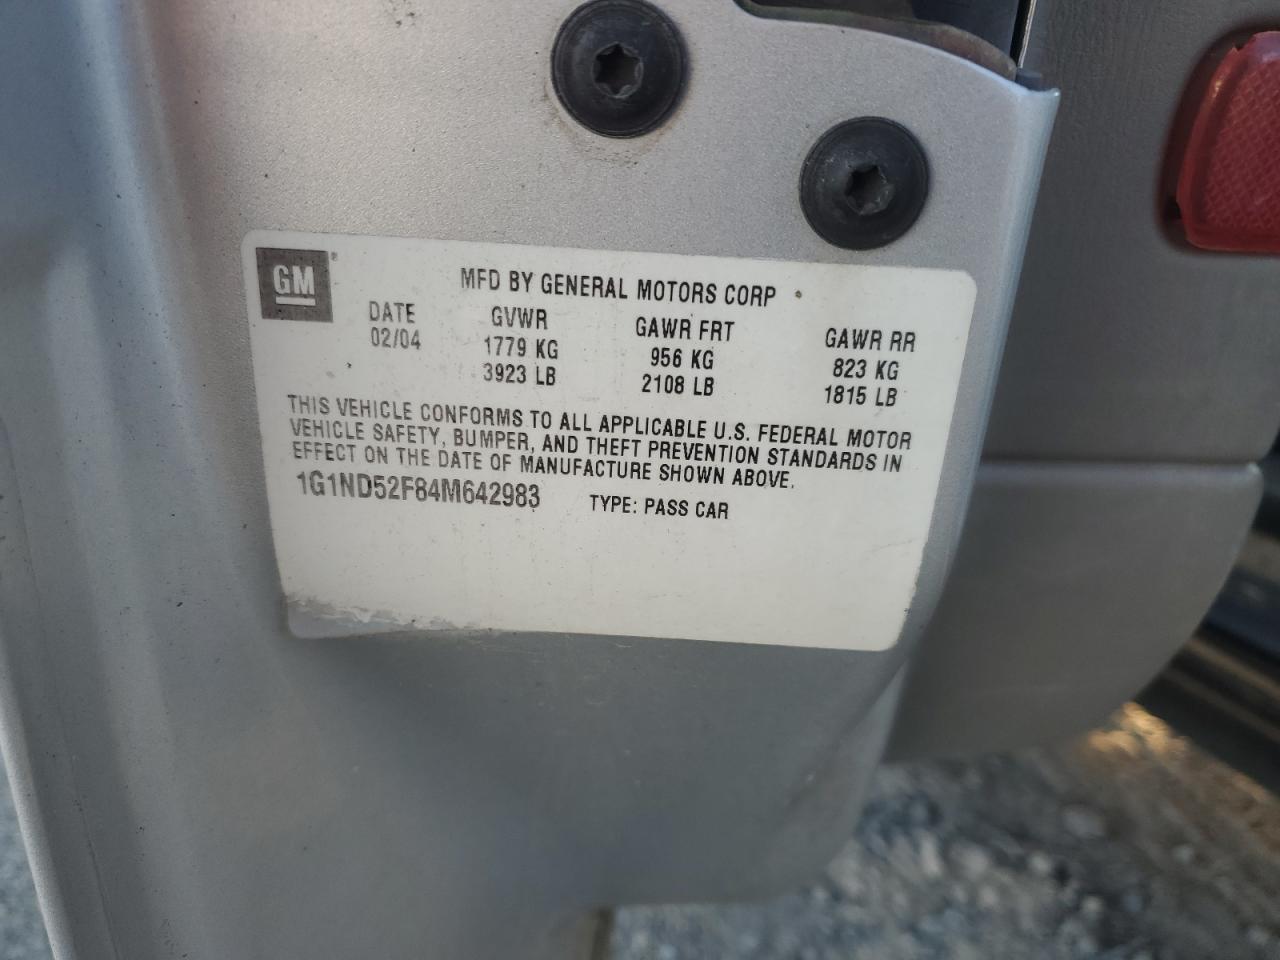 GM
MFD BY GENERAL MOTORS CORP
DATE GVWR GAWR FRT GAWR RR
02/04 1779 KG 956 KG 823 KG
3923 LB 2108 LB 1815 LB
THIS VEHICLE CONFORMS TO ALL APPLICABLE U.S. FEDERAL MOTOR
VEHICLE SAFETY, BUMPER, AND THEFT PREVENTION STANDARDS IN
EFFECT ON THE DATE OF MANUFACTURE SHOWN ABOVE.
1G1ND52F84M642983 TYPE: PASS CAR